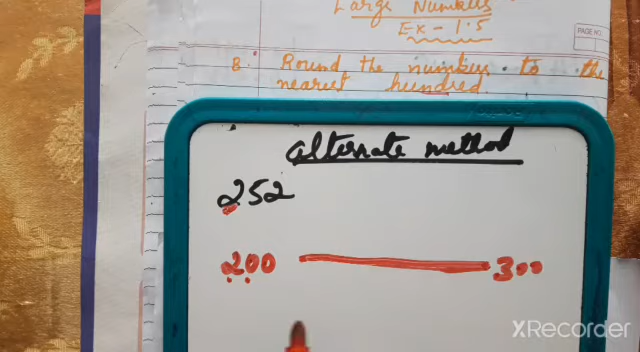 Large Numbers
Ex - 1.5
PAGE NO.
B. Round the numbers to the
nearest hundred
Alternate method
252
200 300
XRecorder